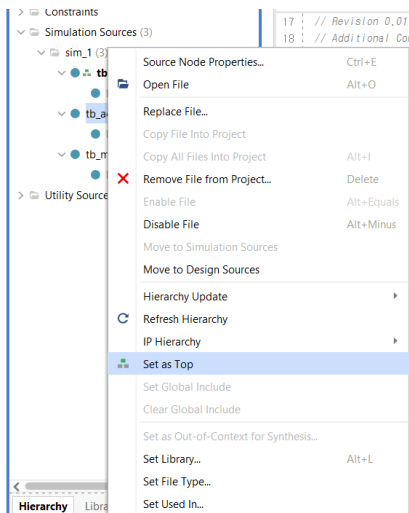 Constraints
Simulation Sources (3)
sim_1 (3)
tb
tb_a
tb_m
Utility Source
17 // Revision 0.01
18 // Additional Co
Source Node Properties... Ctrl+E
Open File Alt+O
Replace File...
Copy File Into Project
Copy All Files Into Project Alt+I
Remove File from Project... Delete
Enable File Alt+Equals
Disable File Alt+Minus
Move to Simulation Sources
Move to Design Sources
Hierarchy Update
Refresh Hierarchy
IP Hierarchy
Set as Top
Set Global Include
Clear Global Include
Set as Out-of-Context for Synthesis...
Set Library... Alt+L
Set File Type...
Set Used In...
Hierarchy Libra